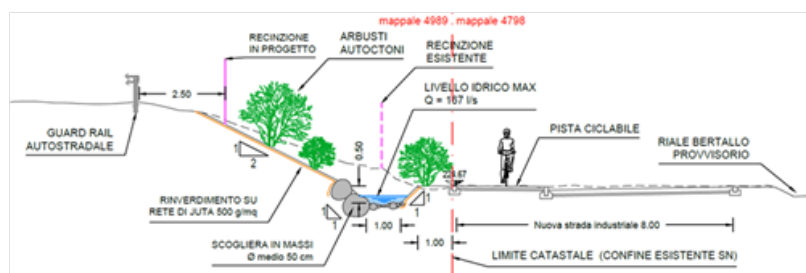 mappale 4989 . mappale 4798
RECINZIONE
IN PROGETTO
ARBUSTI
AUTOCTONI
RECINZIONE
ESISTENTE
LIVELLO IDRICO MAX
Q = 167 l/s
2.50
GUARD RAIL
AUTOSTRADALE
1
2
0.50
PISTA CICLABILE
RIALE BERTALLO
PROVVISORIO
RINVERDIMENTO SU
RETE DI JUTA 500 g/mq
1
1
1
1
1.00
Nuova strada industriale 8.00
SCOGLIERA IN MASSI
Ø medio 50 cm
1.00
LIMITE CATASTALE (CONFINE ESISTENTE SN)